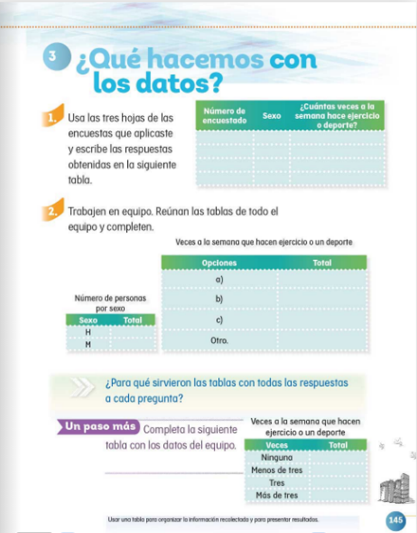 3 ¿Qué hacemos con
los datos?
1. Usa las tres hojas de las
encuestas que aplicaste
y escribe las respuestas
obtenidas en la siguiente
tabla.
Número de
encuestado
Sexo
¿Cuántas veces a la
semana hace ejercicio
o deporte?
2. Trabajen en equipo. Reúnan las tablas de todo el
equipo y completen.
Veces a la semana que hacen ejercicio o un deporte
Opciones Total
a)
b)
c)
Otro.
Número de personas
por sexo
Sexo Total
H
M
¿Para qué sirvieron las tablas con todas las respuestas
a cada pregunta?
Un paso más Completa la siguiente
tabla con los datos del equipo.
Veces a la semana que hacen
ejercicio o un deporte
Veces Total
Ninguna
Menos de tres
Tres
Más de tres
Usar una tabla para organizar la información recolectada y para presentar resultados.
145